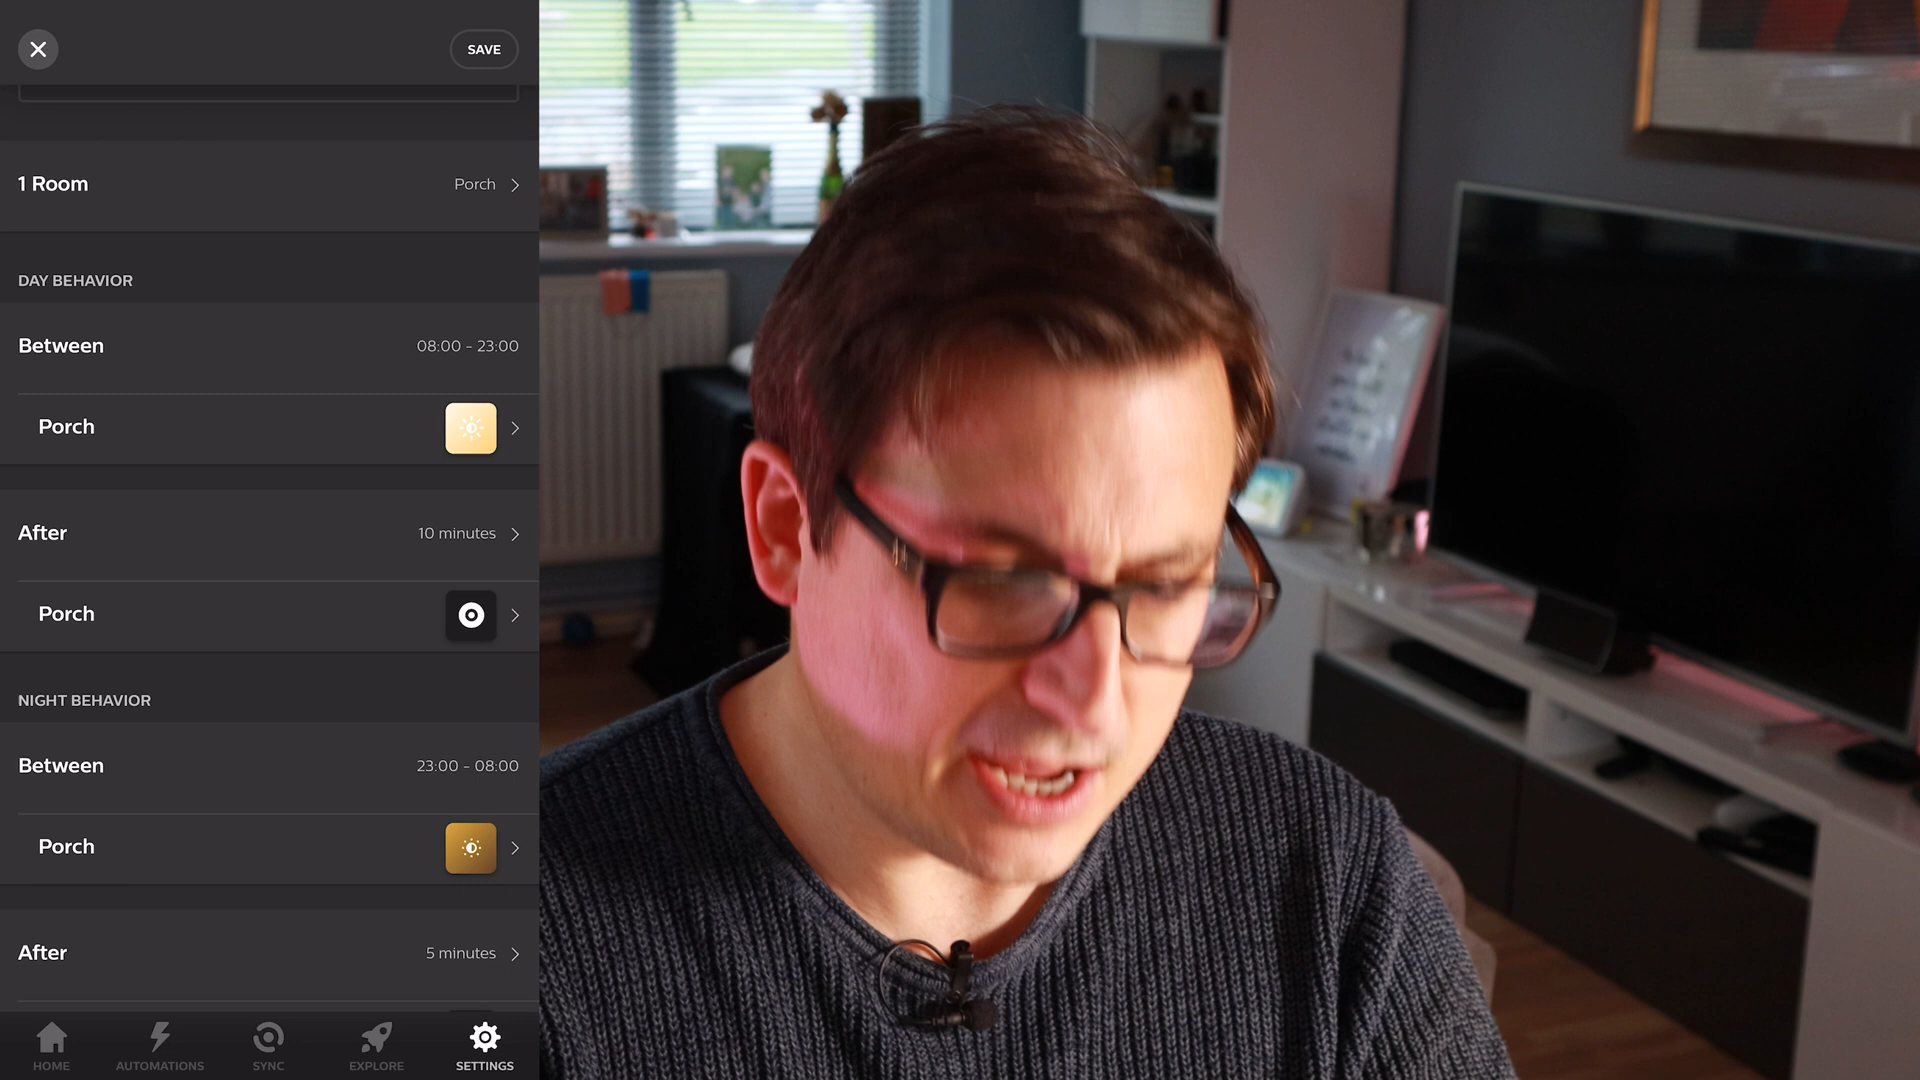 SAVE
1 Room
Porch
DAY BEHAVIOR
Between
08:00 - 23:00
Porch
After
10 minutes
Porch
NIGHT BEHAVIOR
Between
23:00 - 08:00
Porch
After
5 minutes
HOME
AUTOMATIONS
SYNC
EXPLORE
SETTINGS